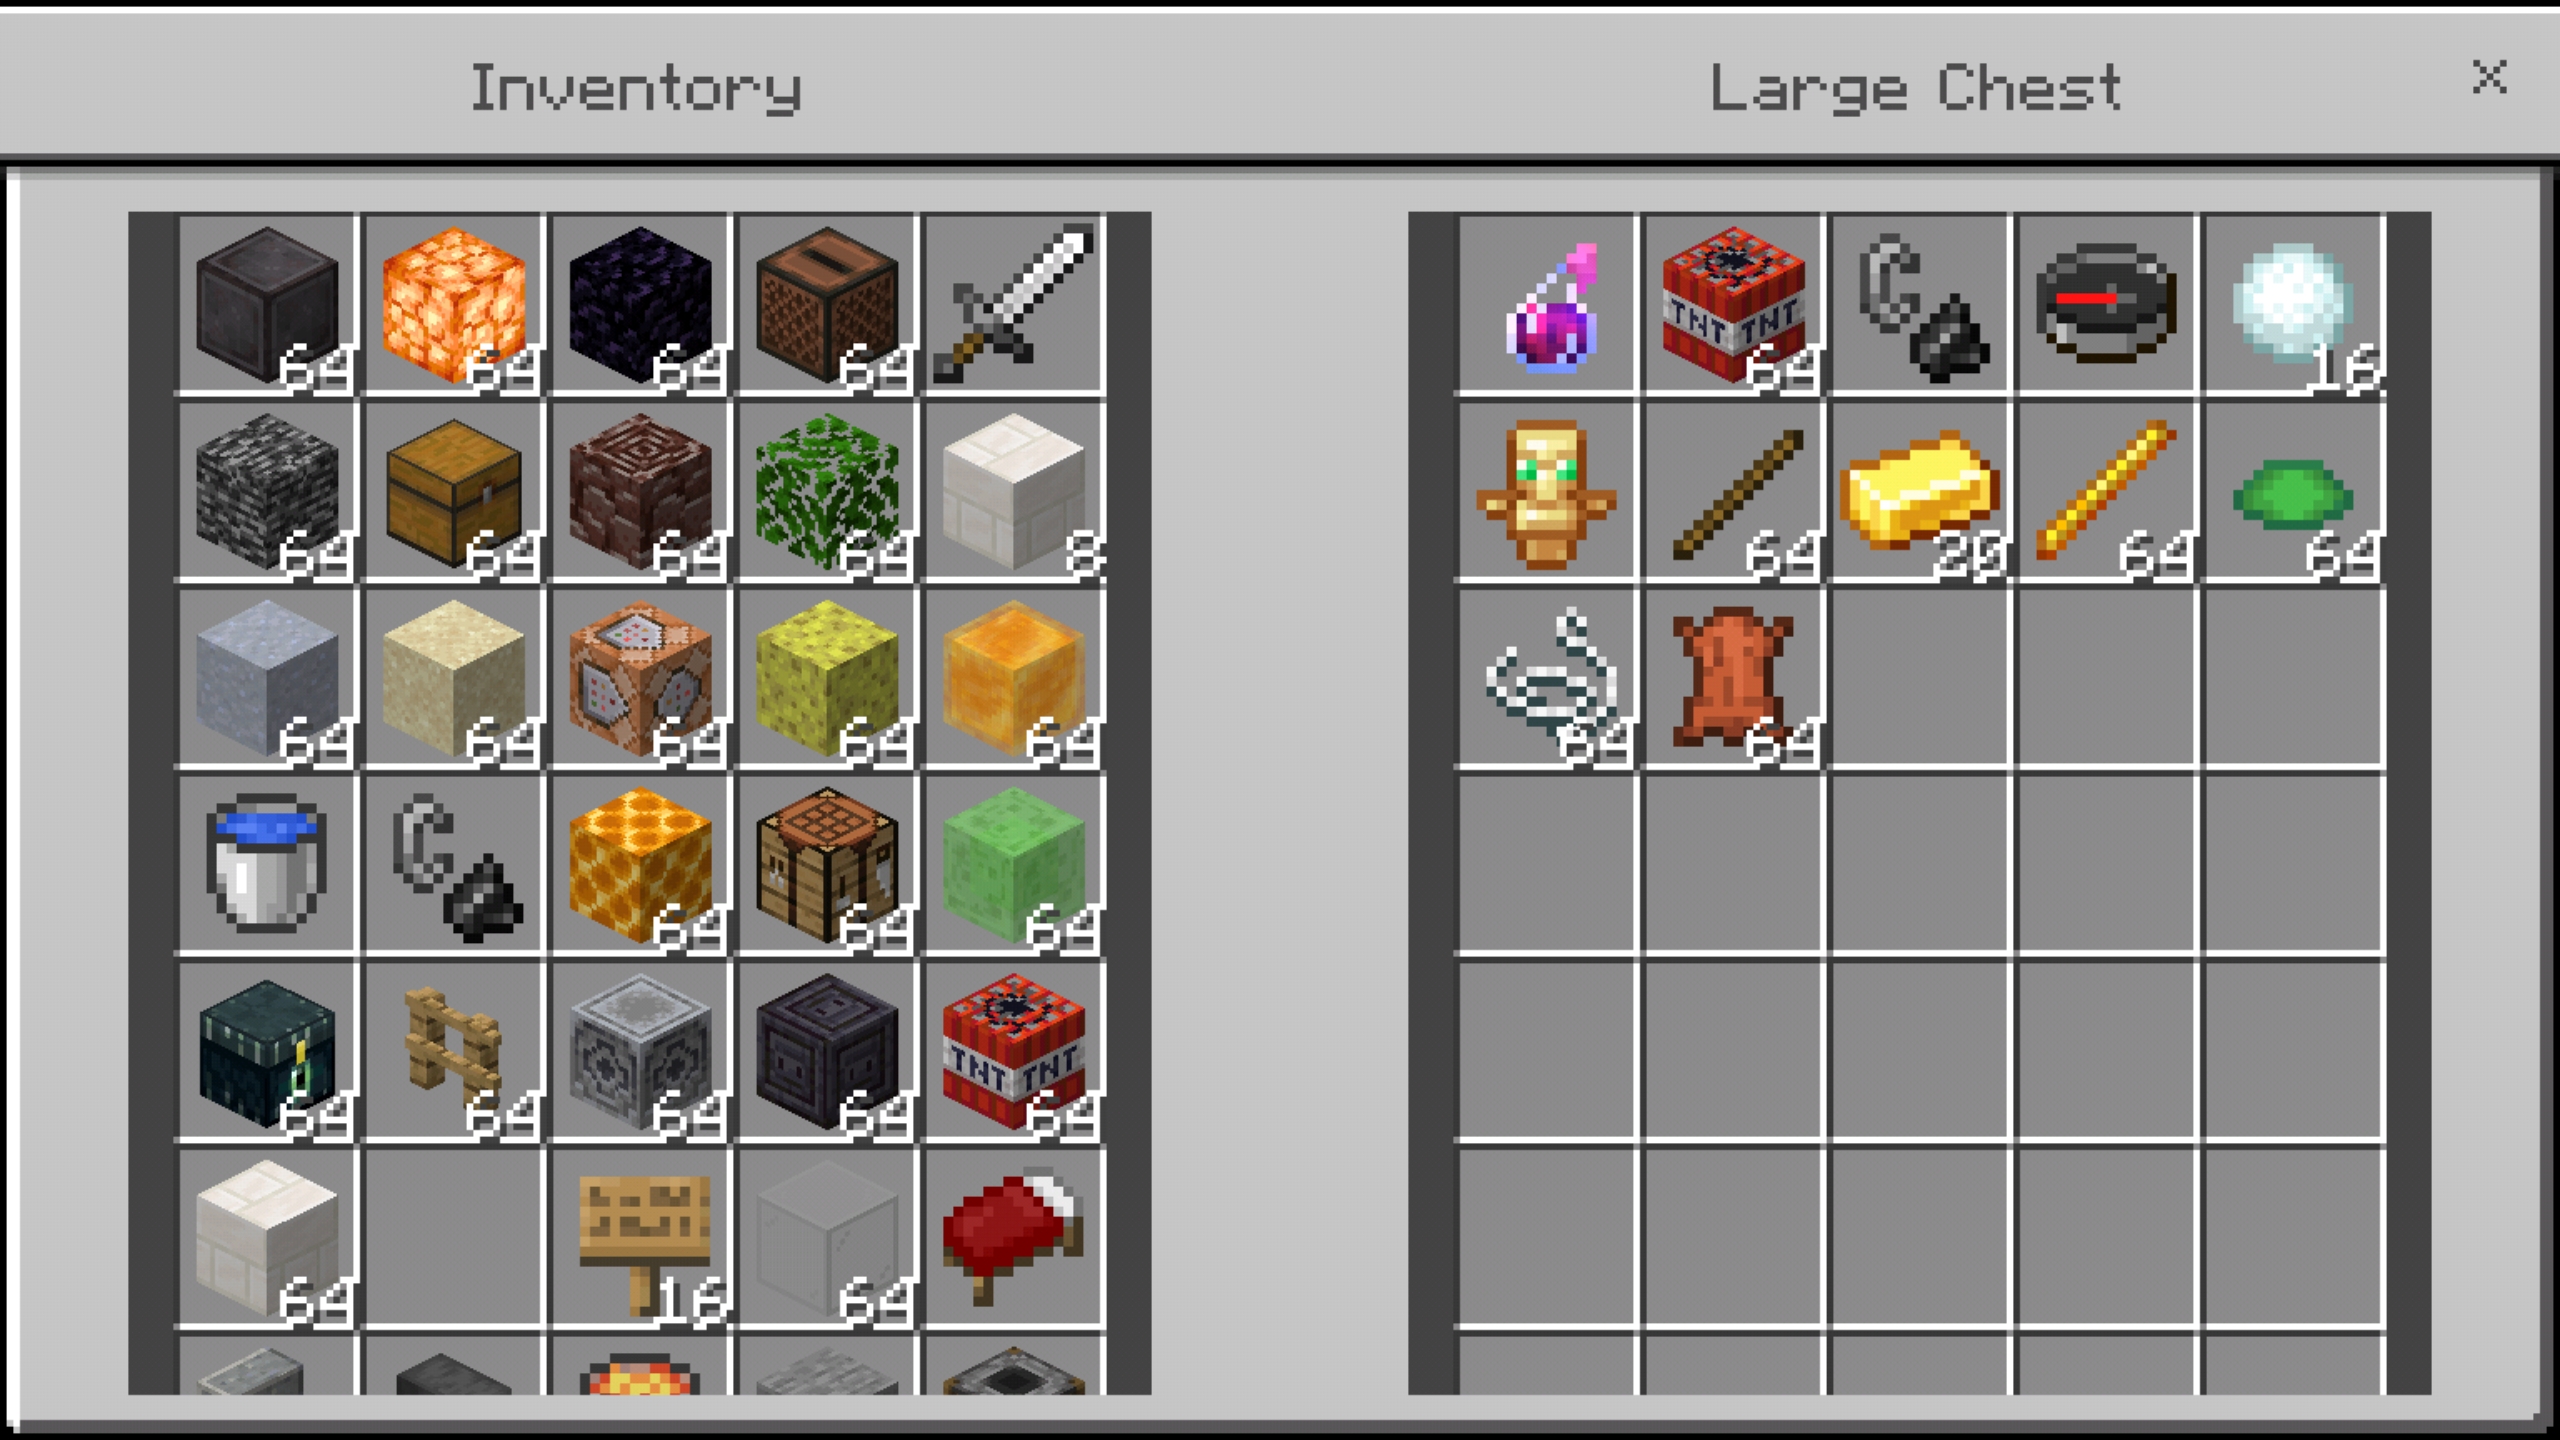 Inventory Large Chest X
64 64 64 64 TNT TNT 64 16
64 64 64 64 8 64 20 64 64
64 64 64 64 64 64 64
64 64 64
64 64 64 64 TNT TNT 64
64 16 64